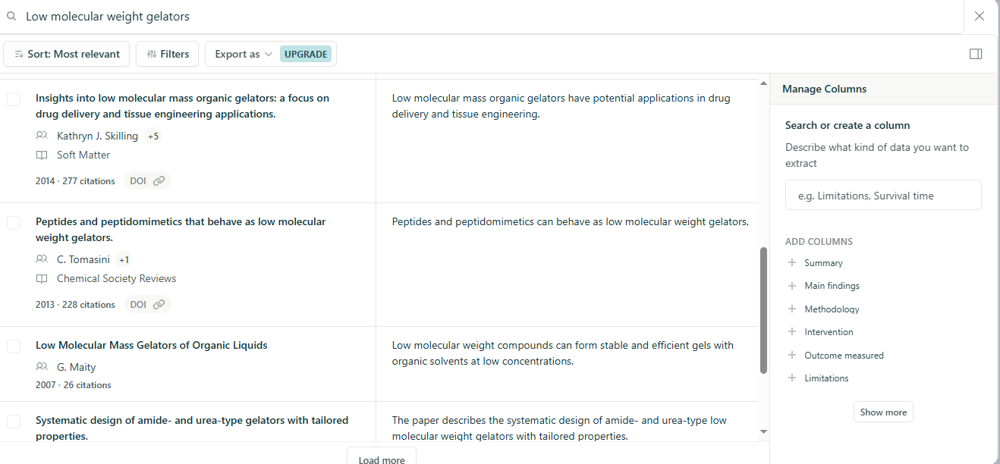 Low molecular weight gelators
Sort: Most relevant
Filters
Export as
UPGRADE
Insights into low molecular mass organic gelators: a focus on
drug delivery and tissue engineering applications.
Kathryn J. Skilling +5
Soft Matter
2014 · 277 citations DOI
Low molecular mass organic gelators have potential applications in drug
delivery and tissue engineering.
Peptides and peptidomimetics that behave as low molecular
weight gelators.
C. Tomasini +1
Chemical Society Reviews
2013 · 228 citations DOI
Peptides and peptidomimetics can behave as low molecular weight gelators.
Low Molecular Mass Gelators of Organic Liquids
G. Maity
2007 · 26 citations
Low molecular weight compounds can form stable and efficient gels with
organic solvents at low concentrations.
Systematic design of amide- and urea-type gelators with tailored
properties.
The paper describes the systematic design of amide- and urea-type low
molecular weight gelators with tailored properties.
Load more
Manage Columns
Search or create a column
Describe what kind of data you want to
extract
e.g. Limitations, Survival time
ADD COLUMNS
Summary
Main findings
Methodology
Intervention
Outcome measured
Limitations
Show more